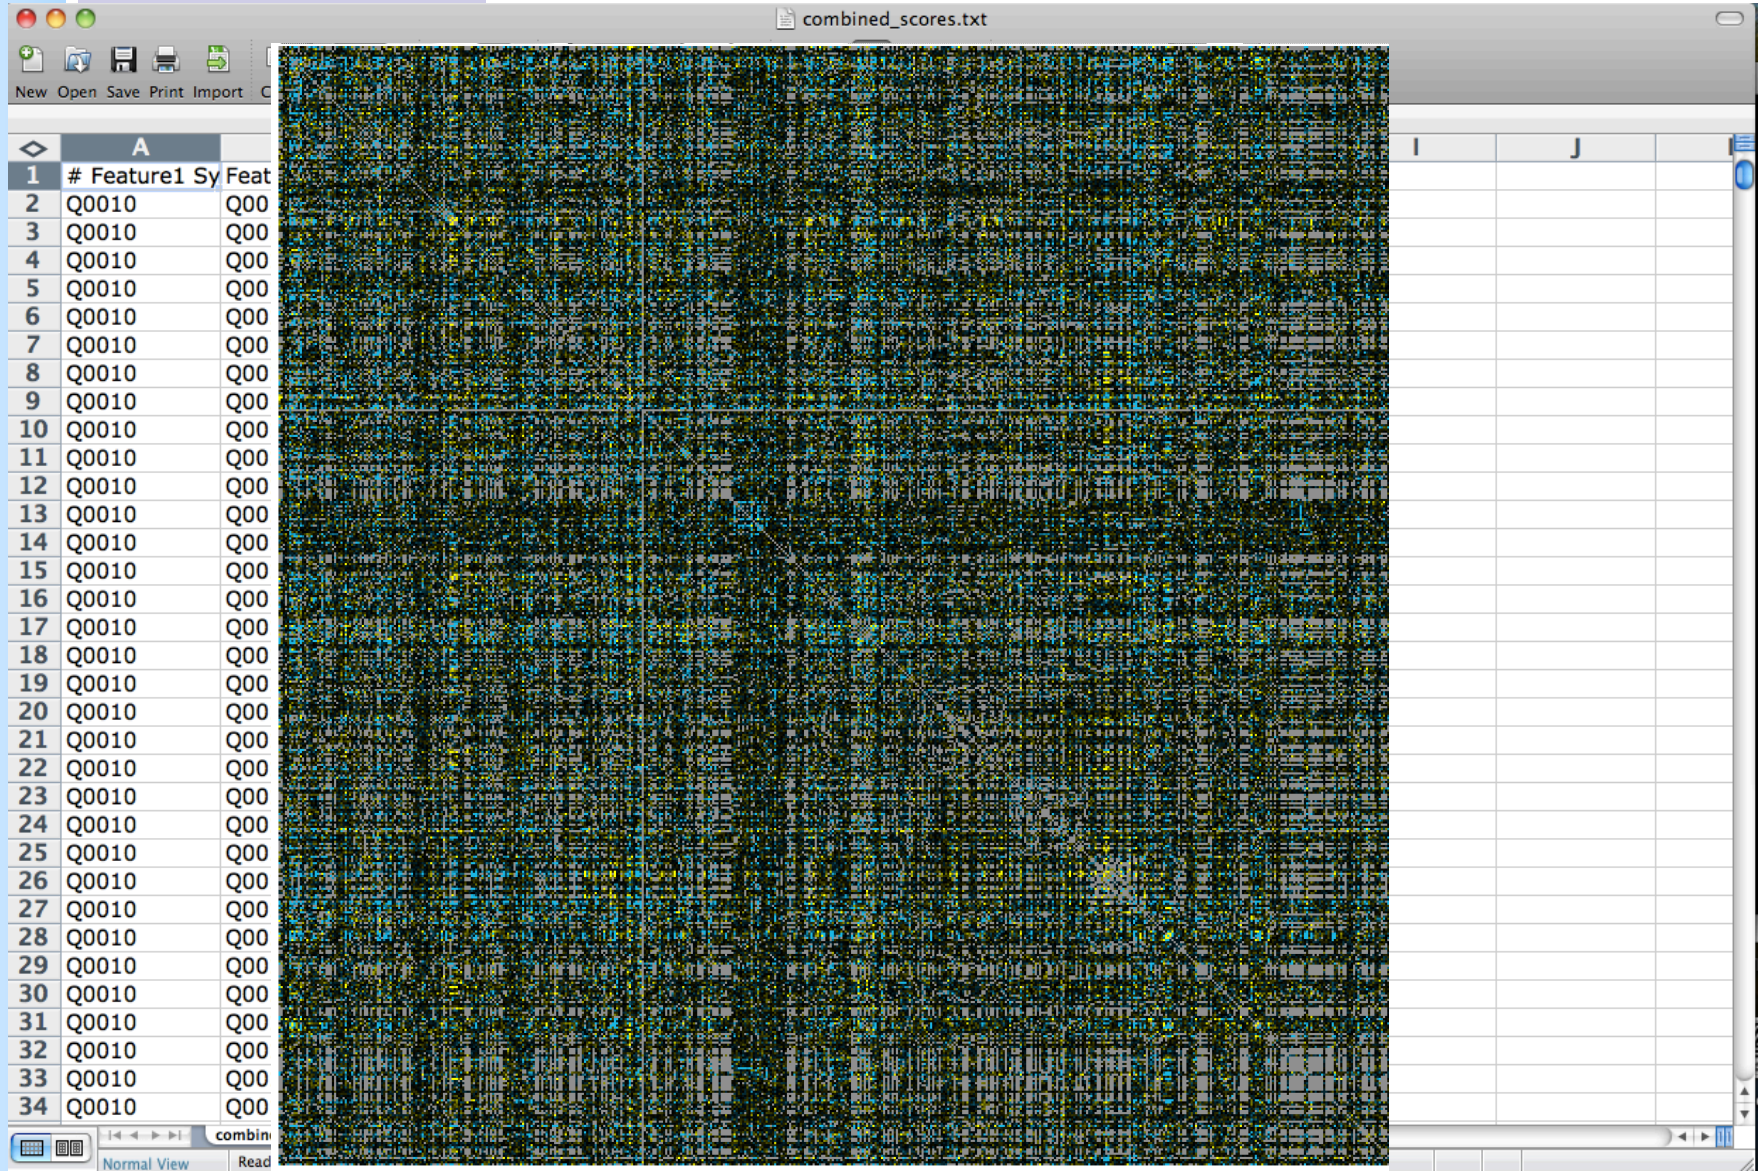 combined_scores.txt
New Open Save Print Import
A I J
1 # Feature1 Sy Feat
2 Q0010 Q00
3 Q0010 Q00
4 Q0010 Q00
5 Q0010 Q00
6 Q0010 Q00
7 Q0010 Q00
8 Q0010 Q00
9 Q0010 Q00
10 Q0010 Q00
11 Q0010 Q00
12 Q0010 Q00
13 Q0010 Q00
14 Q0010 Q00
15 Q0010 Q00
16 Q0010 Q00
17 Q0010 Q00
18 Q0010 Q00
19 Q0010 Q00
20 Q0010 Q00
21 Q0010 Q00
22 Q0010 Q00
23 Q0010 Q00
24 Q0010 Q00
25 Q0010 Q00
26 Q0010 Q00
27 Q0010 Q00
28 Q0010 Q00
29 Q0010 Q00
30 Q0010 Q00
31 Q0010 Q00
32 Q0010 Q00
33 Q0010 Q00
34 Q0010 Q00
combin
Normal View Read